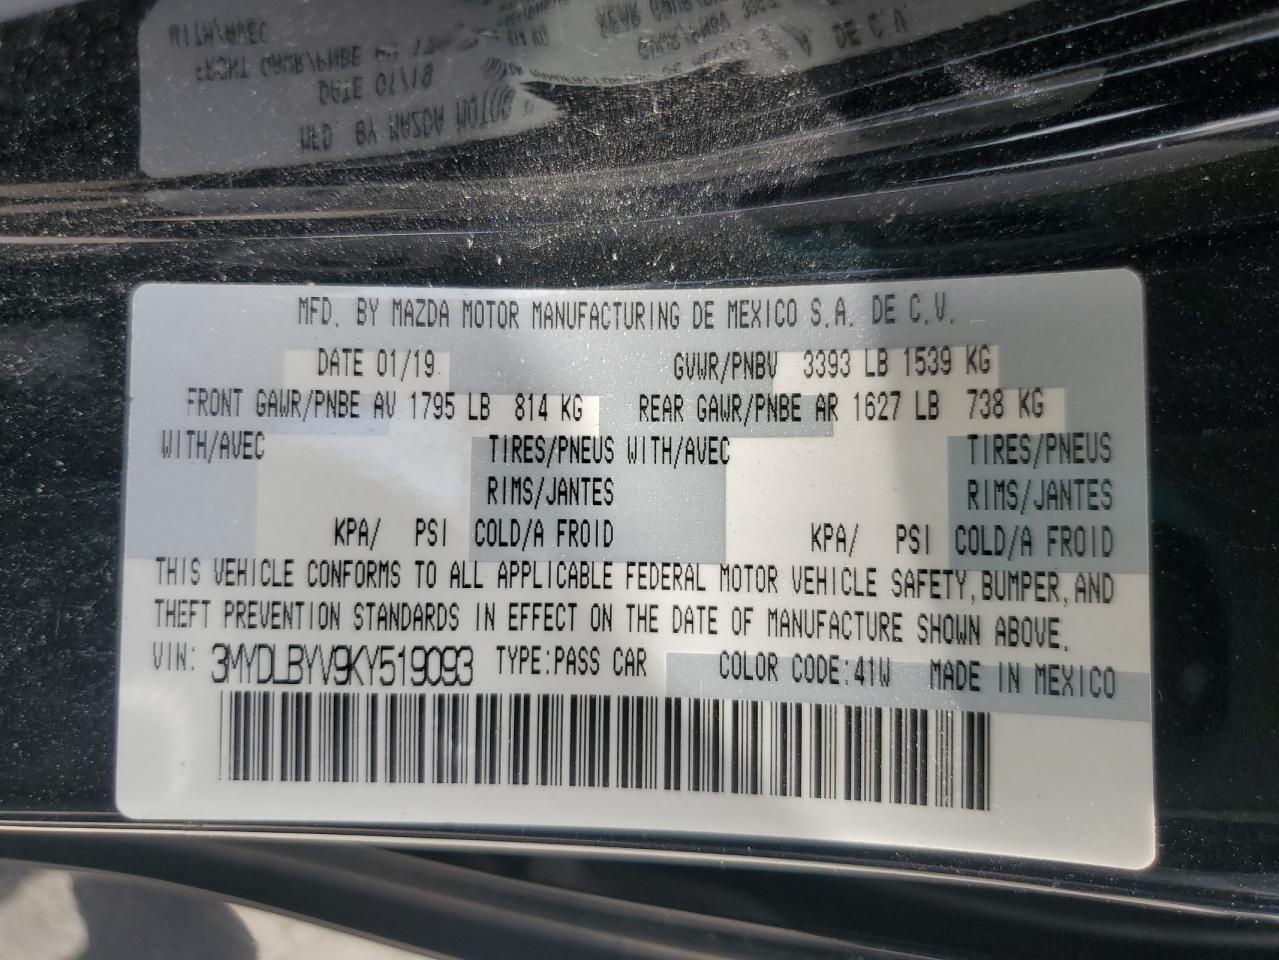 MFD. BY MAZDA MOTOR MANUFACTURING DE MEXICO S.A. DE C.V.
DATE 01/19 GVWR/PNBV 3393 LB 1539 KG
FRONT GAWR/PNBE AV 1795 LB 814 KG REAR GAWR/PNBE AR 1627 LB 738 KG
WITH/AVEC TIRES/PNEUS WITH/AVEC TIRES/PNEUS
RIMS/JANTES RIMS/JANTES
KPA/ PSI COLD/A FROID KPA/ PSI COLD/A FROID
THIS VEHICLE CONFORMS TO ALL APPLICABLE FEDERAL MOTOR VEHICLE SAFETY, BUMPER, AND
THEFT PREVENTION STANDARDS IN EFFECT ON THE DATE OF MANUFACTURE SHOWN ABOVE.
VIN: 3MYDLBYV9KY519093 TYPE:PASS CAR COLOR CODE:41W MADE IN MEXICO